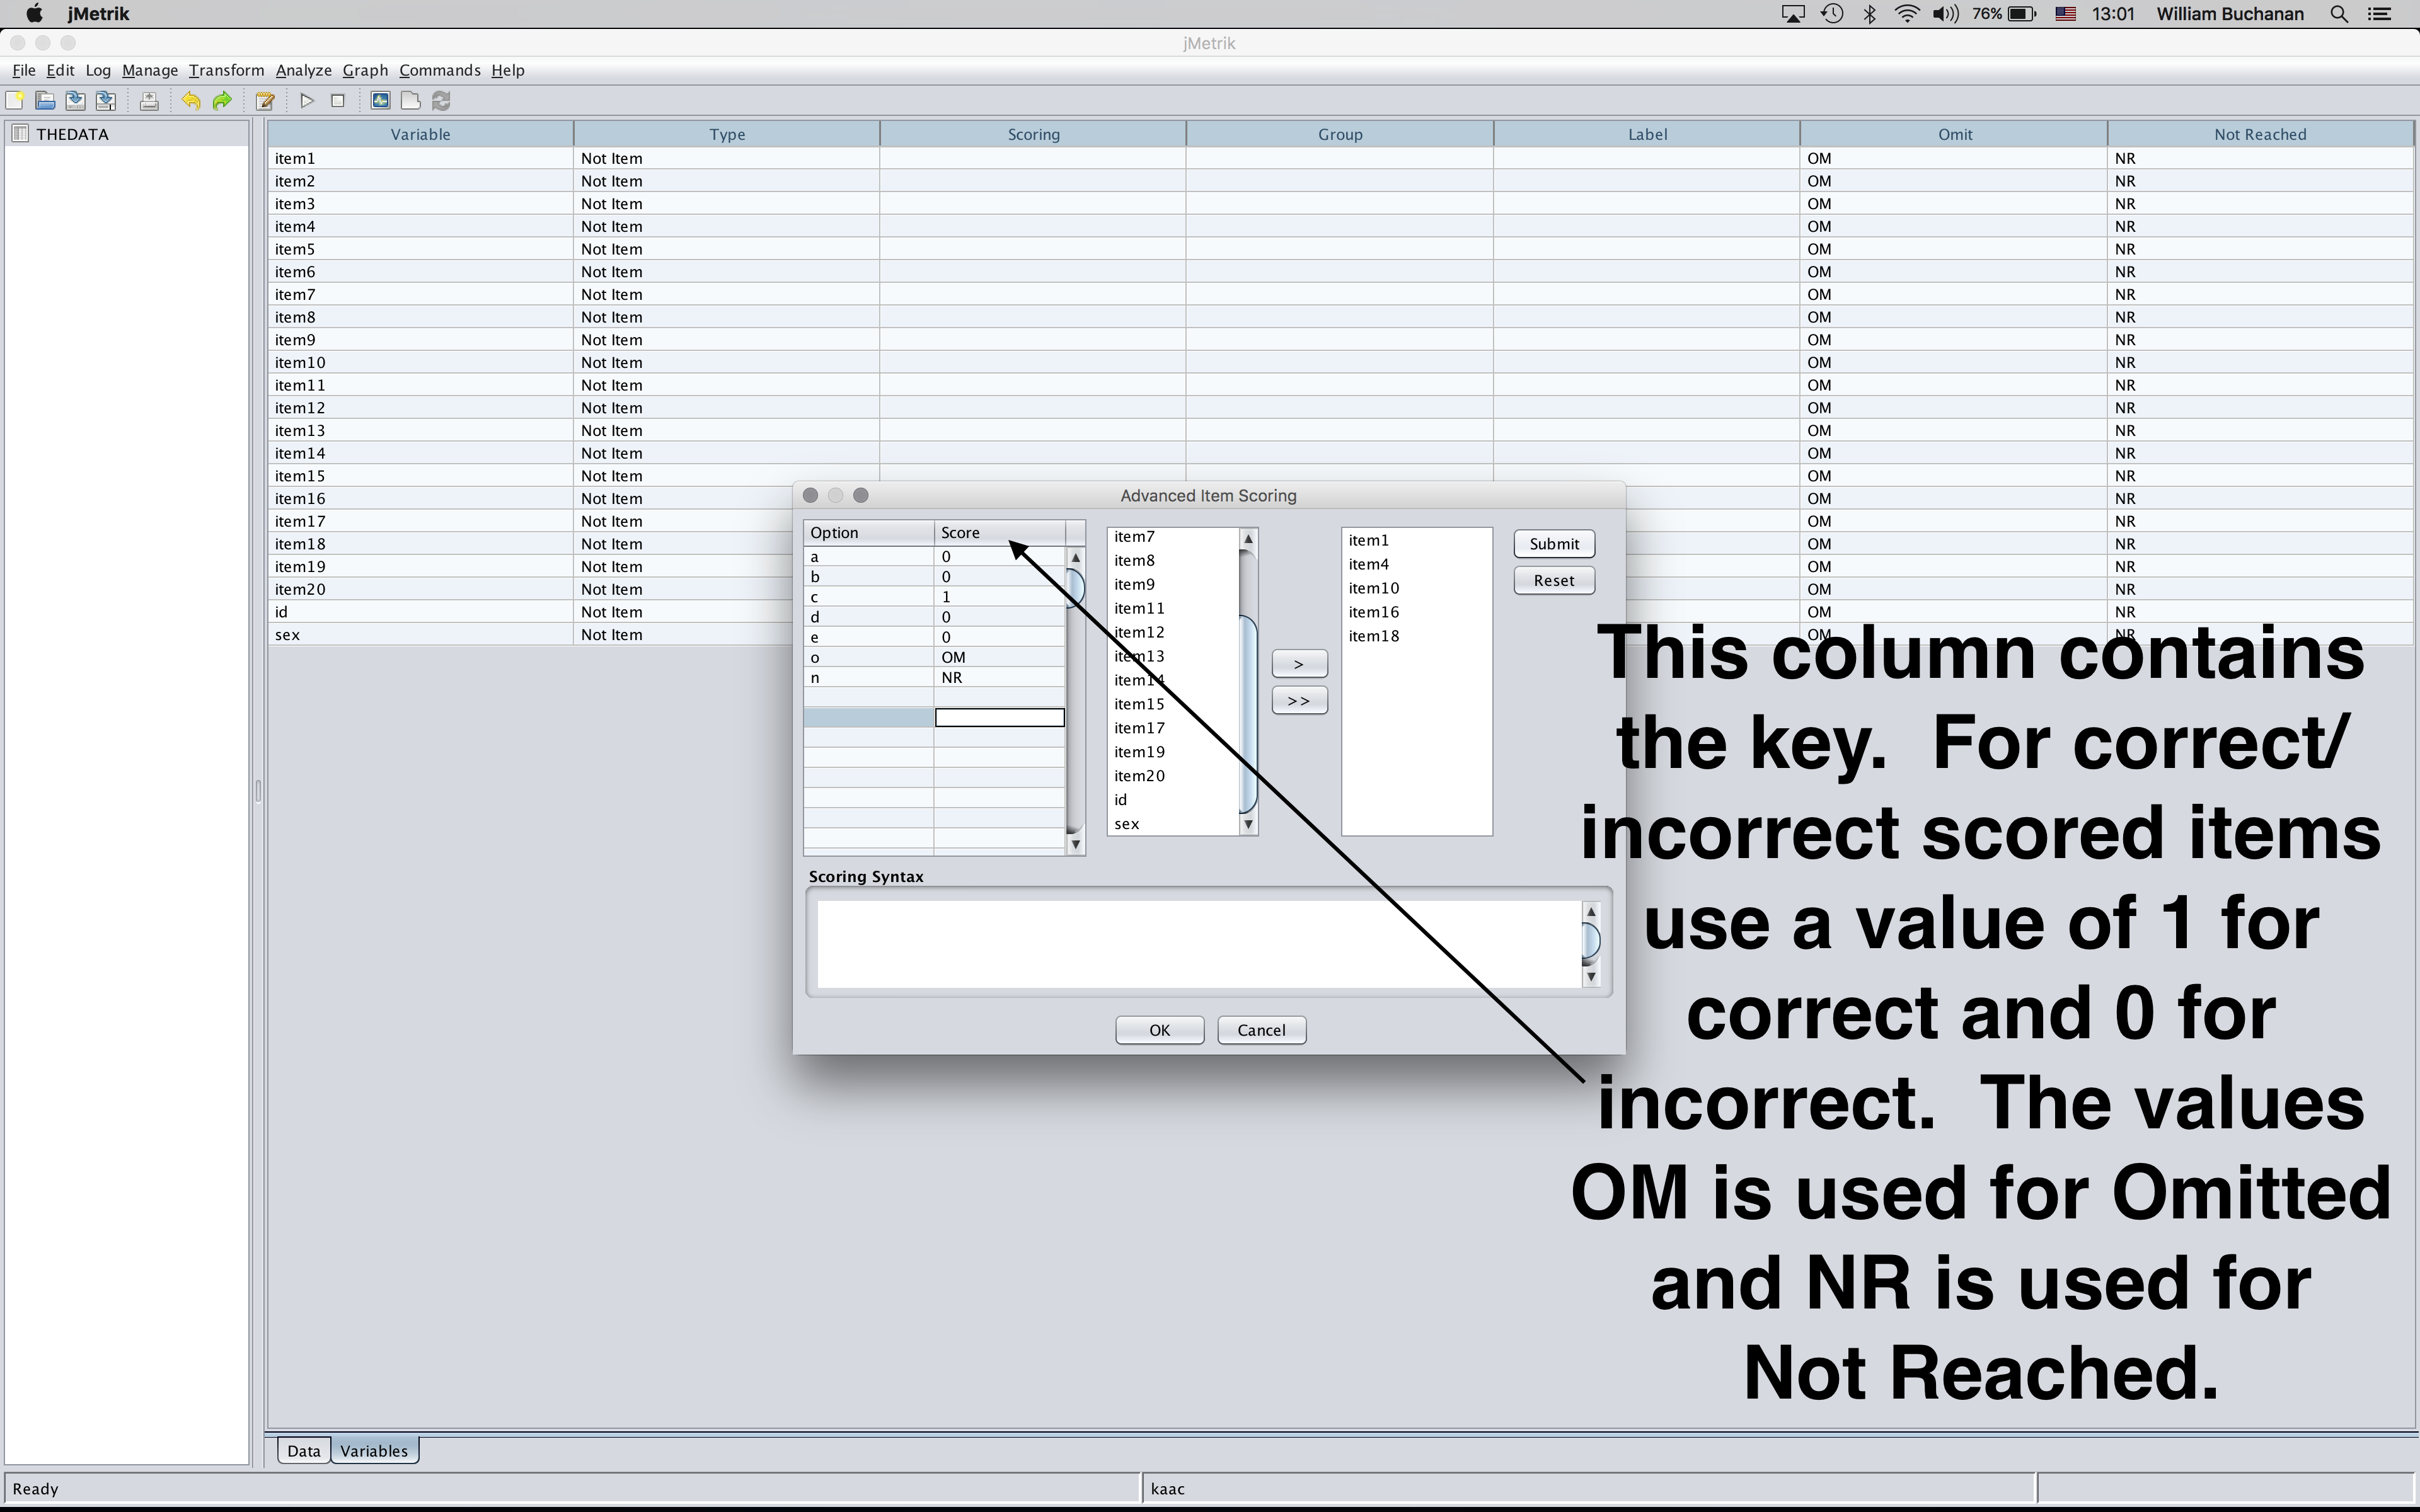 jMetrik 76% 13:01 William Buchanan
jMetrik
File Edit Log Manage Transform Analyze Graph Commands Help
THEDATA
Variable Type Scoring Group Label Omit Not Reached
item1 Not Item OM NR
item2 Not Item OM NR
item3 Not Item OM NR
item4 Not Item OM NR
item5 Not Item OM NR
item6 Not Item OM NR
item7 Not Item OM NR
item8 Not Item OM NR
item9 Not Item OM NR
item10 Not Item OM NR
item11 Not Item OM NR
item12 Not Item OM NR
item13 Not Item OM NR
item14 Not Item OM NR
item15 Not Item OM NR
item16 Not Item OM NR
item17 Not Item OM NR
item18 Not Item OM NR
item19 Not Item OM NR
item20 Not Item OM NR
id Not Item OM NR
sex Not Item OM NR
Advanced Item Scoring
Option Score
a 0
b 0
c 1
d 0
e 0
o OM
n NR
item7
item8
item9
item11
item12
item13
item14
item15
item17
item19
item20
id
sex
>
>>
item1
item4
item10
item16
item18
Submit
Reset
Scoring Syntax
OK Cancel
This column contains
the key. For correct/
incorrect scored items
use a value of 1 for
correct and 0 for
incorrect. The values
OM is used for Omitted
and NR is used for
Not Reached.
Data Variables
Ready kaac